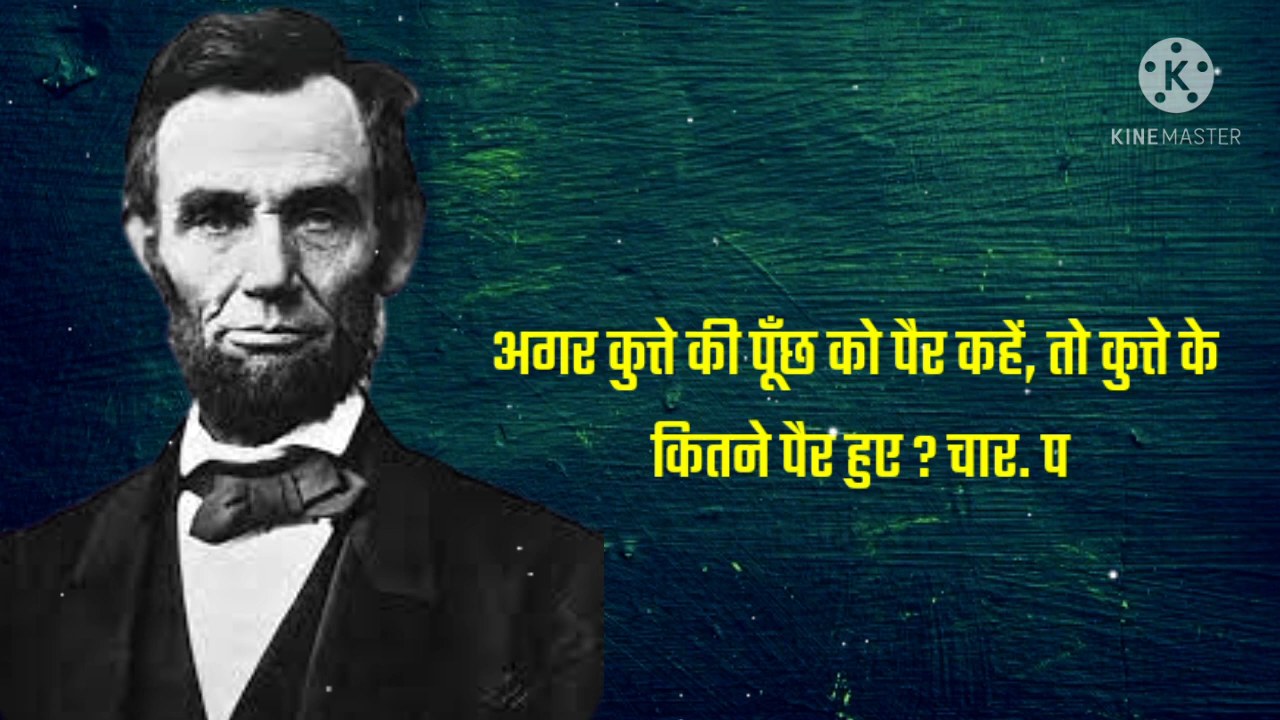 KINEMASTER
अगर कुत्ते की पूँछ को पैर कहें, तो कुत्ते के
कितने पैर हुए ? चार. प